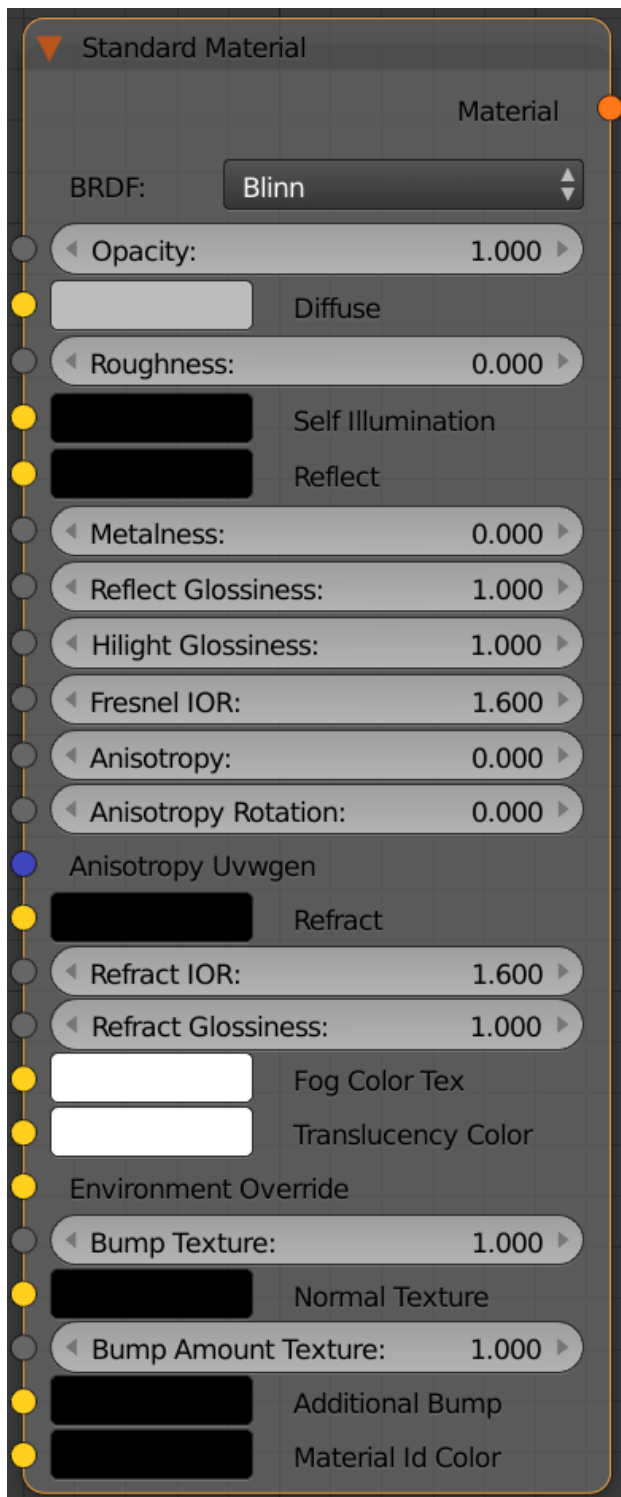 Standard Material
Material
BRDF: Blinn
Opacity: 1.000
Diffuse
Roughness: 0.000
Self Illumination
Reflect
Metalness: 0.000
Reflect Glossiness: 1.000
Hilight Glossiness: 1.000
Fresnel IOR: 1.600
Anisotropy: 0.000
Anisotropy Rotation: 0.000
Anisotropy Uvwgen
Refract
Refract IOR: 1.600
Refract Glossiness: 1.000
Fog Color Tex
Translucency Color
Environment Override
Bump Texture: 1.000
Normal Texture
Bump Amount Texture: 1.000
Additional Bump
Material Id Color